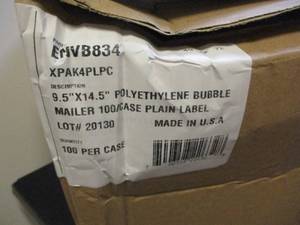 EMVB834
XPAK4PLPC
DESCRIPTION
9.5"X14.5" POLYETHYLENE BUBBLE
MAILER 100/CASE PLAIN LABEL
LOT# 20130 MADE IN U.S.A
QUANTITY
100 PER CASE